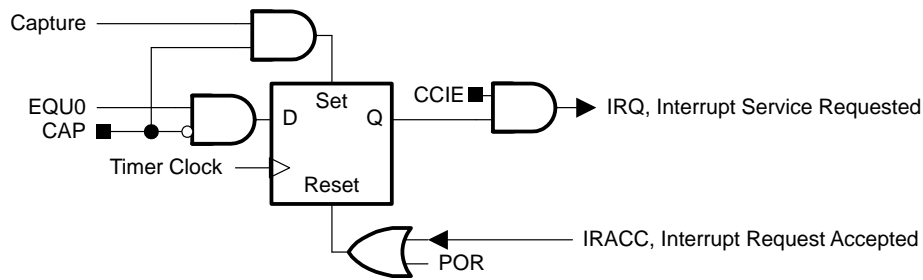 Capture
EQU0
CAP
Timer Clock
Set
D
Q
Reset
CCIE
IRQ, Interrupt Service Requested
IRACC, Interrupt Request Accepted
POR